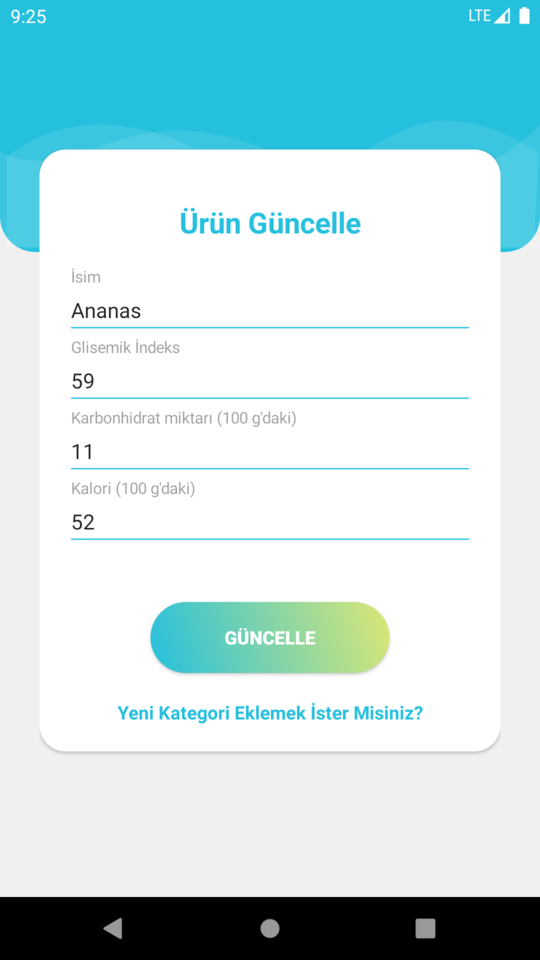 9:25
LTE
Ürün Güncelle
İsim
Ananas
Glisemik İndeks
59
Karbonhidrat miktarı (100 g'daki)
11
Kalori (100 g'daki)
52
GÜNCELLE
Yeni Kategori Eklemek İster Misiniz?